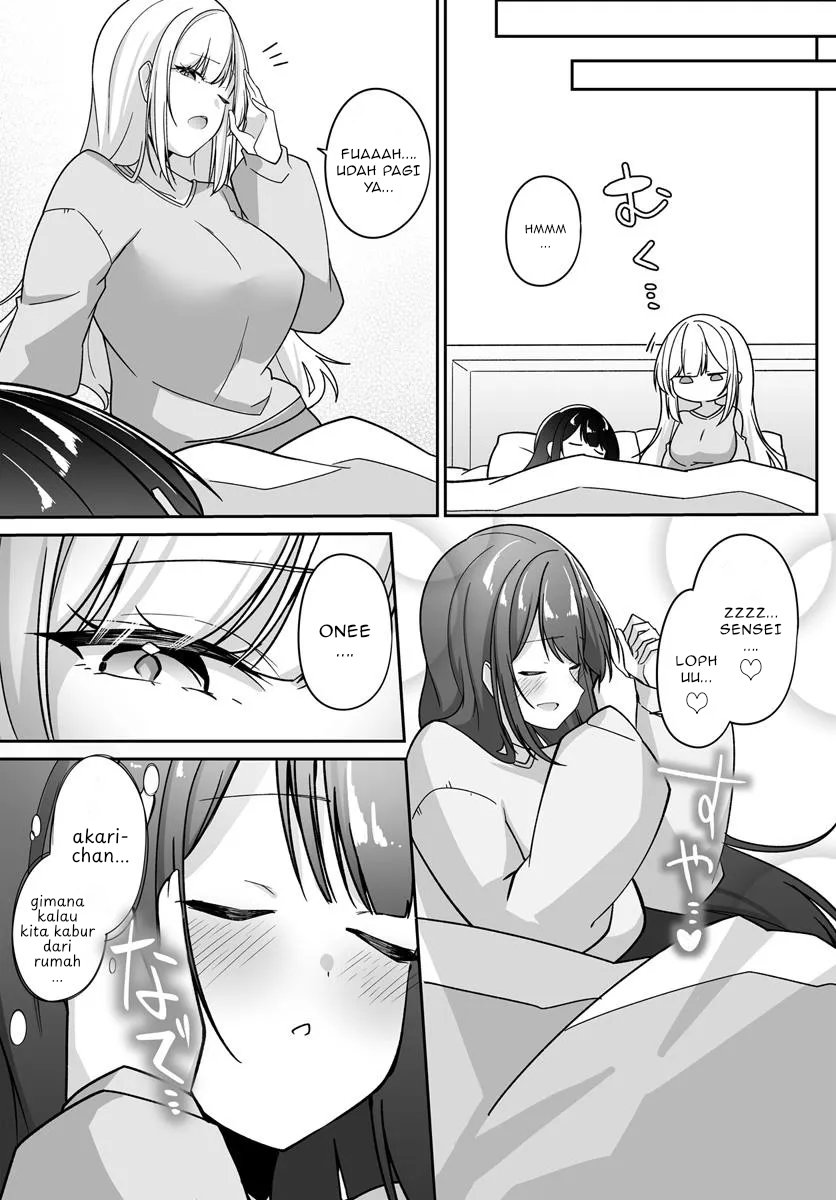 HMMM
...
むく...
FUAAAH....
UDAH PAGI
YA...
ZZZZ...
SENSEI
....
♡
LOPH
UU...
♡
すや...♥
ONEE
....
akari-
chan...
gimana
kalau
kita kabur
dari
rumah
...
なで...